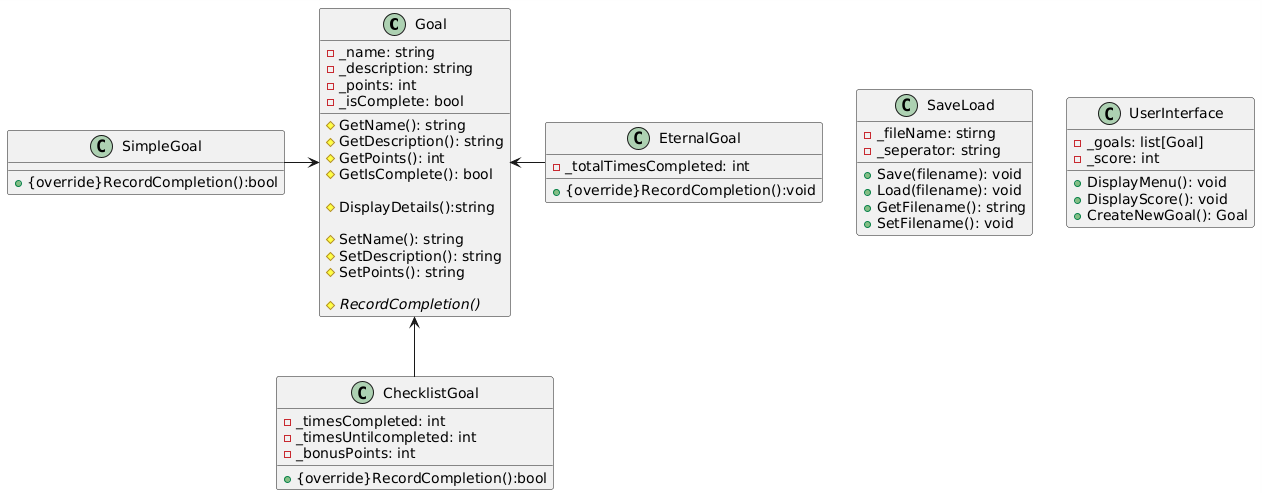 C Goal
_name: string
_description: string
_points: int
_isComplete: bool
GetName(): string
GetDescription(): string
GetPoints(): int
GetIsComplete(): bool
DisplayDetails():string
SetName(): string
SetDescription(): string
SetPoints(): string
RecordCompletion()
C SimpleGoal
{override}RecordCompletion():bool
C EternalGoal
_totalTimesCompleted: int
{override}RecordCompletion():void
C SaveLoad
_fileName: stirng
_seperator: string
Save(filename): void
Load(filename): void
GetFilename(): string
SetFilename(): void
C UserInterface
_goals: list[Goal]
_score: int
DisplayMenu(): void
DisplayScore(): void
CreateNewGoal(): Goal
C ChecklistGoal
_timesCompleted: int
_timesUntilcompleted: int
_bonusPoints: int
{override}RecordCompletion():bool